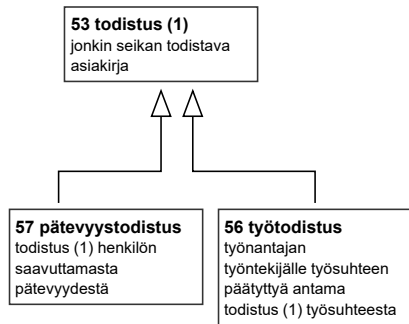 53 todistus (1)
jonkin seikan todistava
asiakirja
57 pätevyystodistus
todistus (1) henkilön
saavuttamasta
pätevyydestä
56 työtodistus
työnantajan
työntekijälle työsuhteen
päätyttyä antama
todistus (1) työsuhteesta